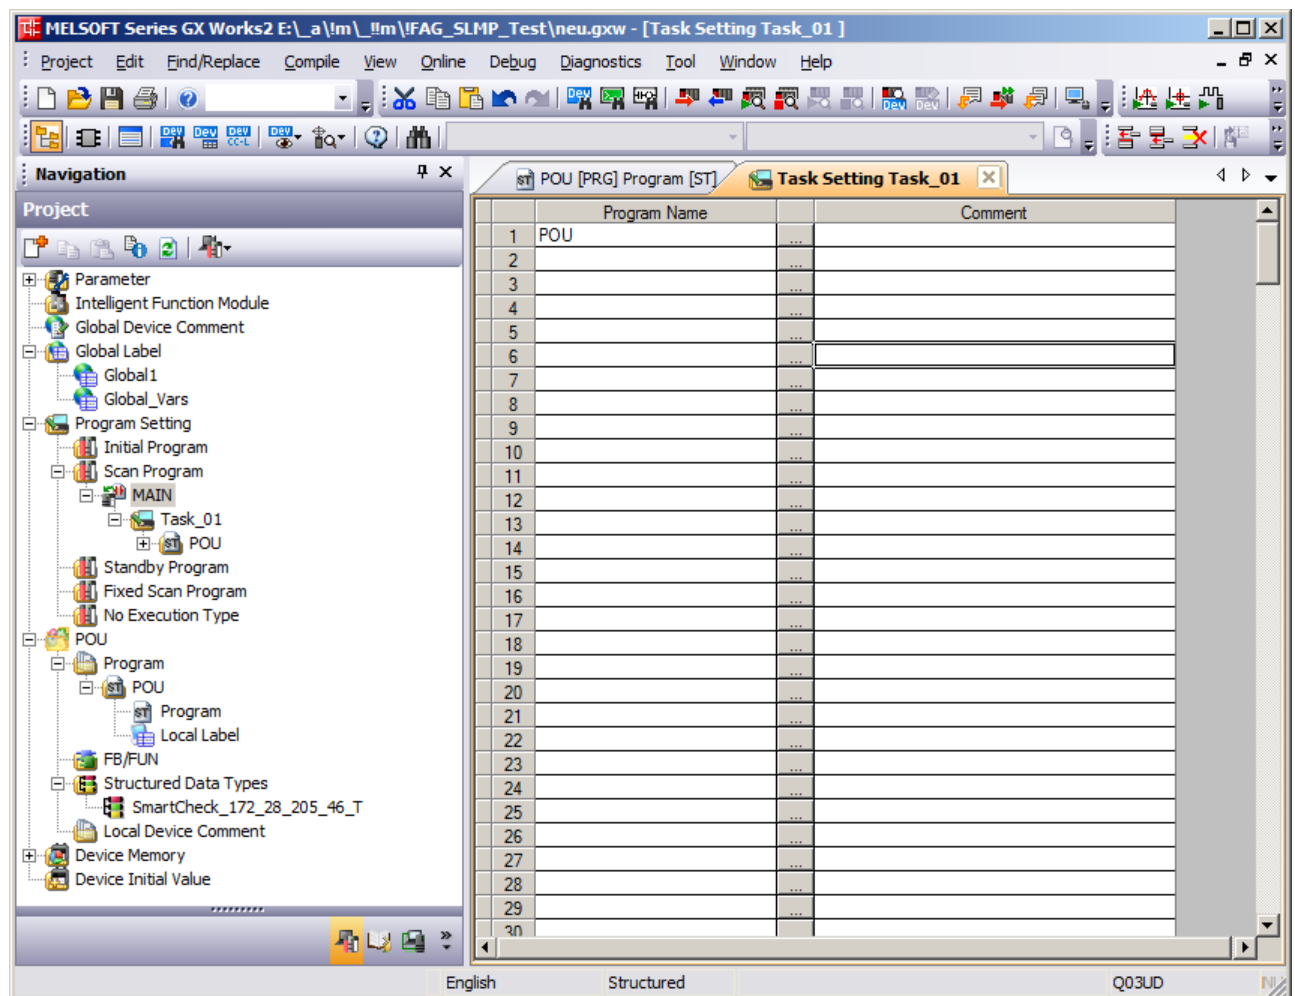 MELSOFT Series GX Works2 E:\_a\!m\_!!m\!FAG_SLMP_Test\neu.gxw - [Task Setting Task_01 ]
Project Edit Find/Replace Compile View Online Debug Diagnostics Tool Window Help
Navigation
POU [PRG] Program [ST]
Task Setting Task_01
Project
Program Name Comment
1 POU ...
2 ...
3 ...
4 ...
5 ...
6 ...
7 ...
8 ...
9 ...
10 ...
11 ...
12 ...
13 ...
14 ...
15 ...
16 ...
17 ...
18 ...
19 ...
20 ...
21 ...
22 ...
23 ...
24 ...
25 ...
26 ...
27 ...
28 ...
29 ...
30
Parameter
Intelligent Function Module
Global Device Comment
Global Label
Global1
Global_Vars
Program Setting
Initial Program
Scan Program
MAIN
Task_01
POU
Standby Program
Fixed Scan Program
No Execution Type
POU
Program
POU
Program
Local Label
FB/FUN
Structured Data Types
SmartCheck_172_28_205_46_T
Local Device Comment
Device Memory
Device Initial Value
English Structured Q03UD